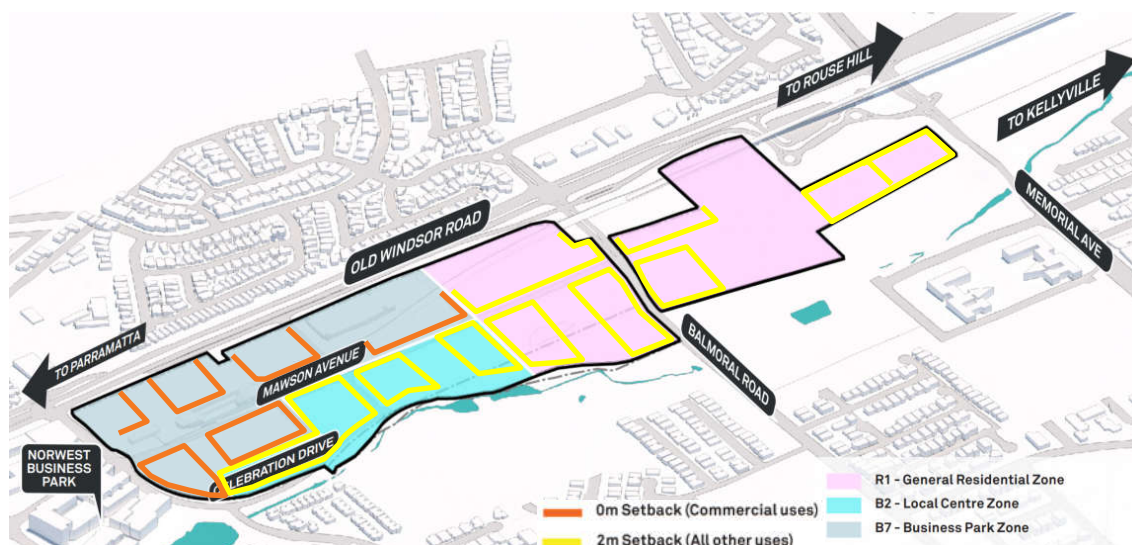 TO ROUSE HILL
TO KELLYVILLE
MEMORIAL AVE
OLD WINDSOR ROAD
TO PARRAMATTA
MAWSON AVENUE
BALMORAL ROAD
ELEBRATION DRIVE
NORWEST
BUSINESS
PARK
R1 - General Residential Zone
B2 - Local Centre Zone
B7 - Business Park Zone
0m Setback (Commercial uses)
2m Setback (All other uses)